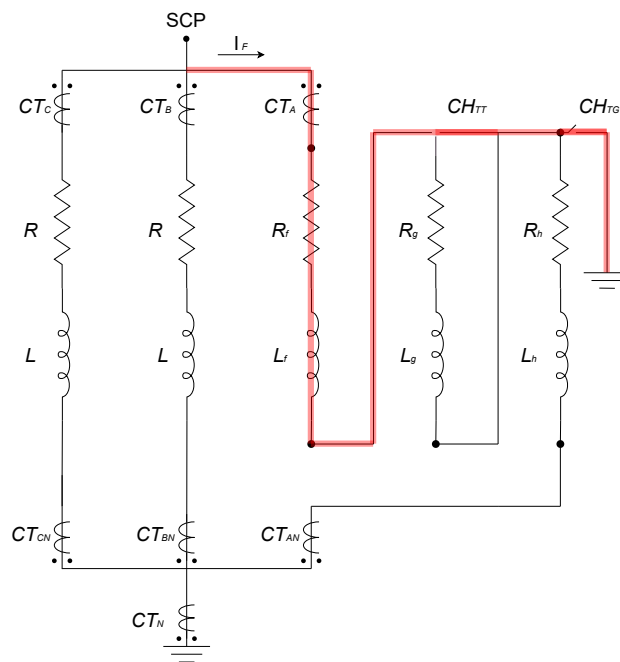 SCP
I_F
CT_C CT_B CT_A CH_TT CH_TG
R R R_f R_g R_h
L L L_f L_g L_h
CT_CN CT_BN CT_AN
CT_N